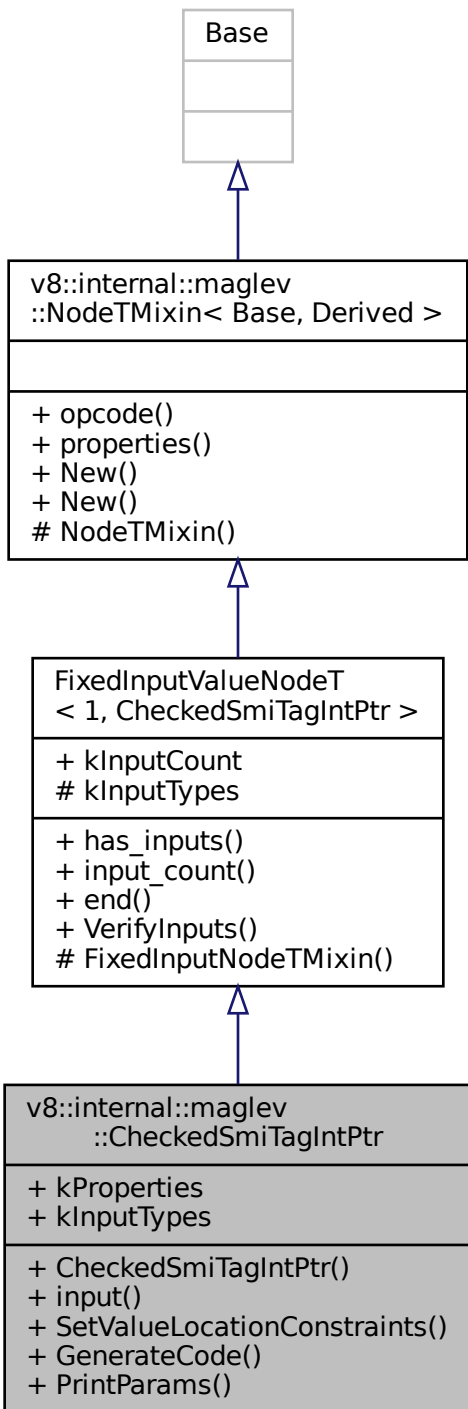 Base
v8::internal::maglev
::NodeTMixin< Base, Derived >
+ opcode()
+ properties()
+ New()
+ New()
# NodeTMixin()
FixedInputValueNodeT
< 1, CheckedSmiTagIntPtr >
+ kInputCount
# kInputTypes
+ has_inputs()
+ input_count()
+ end()
+ VerifyInputs()
# FixedInputNodeTMixin()
v8::internal::maglev
::CheckedSmiTagIntPtr
+ kProperties
+ kInputTypes
+ CheckedSmiTagIntPtr()
+ input()
+ SetValueLocationConstraints()
+ GenerateCode()
+ PrintParams()